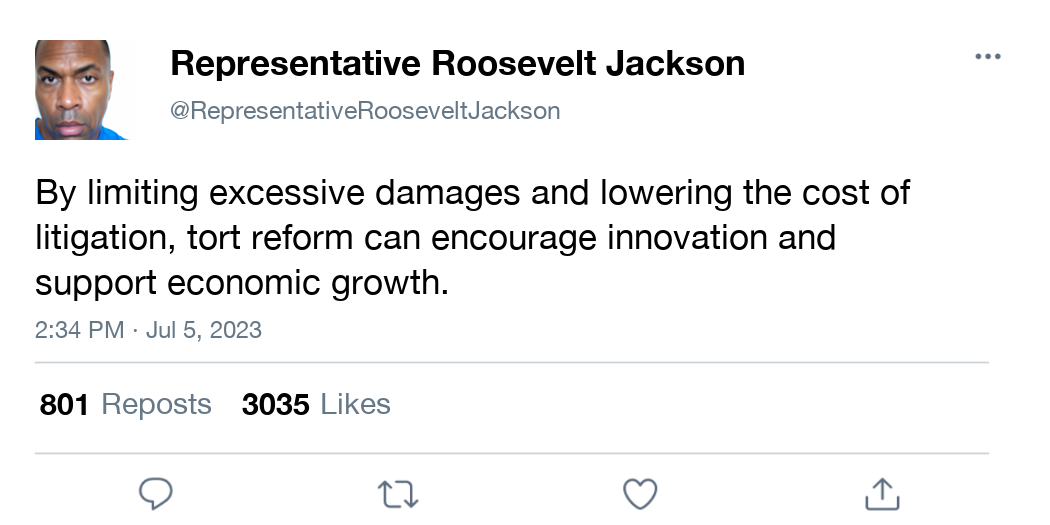 Representative Roosevelt Jackson
@RepresentativeRooseveltJackson
By limiting excessive damages and lowering the cost of
litigation, tort reform can encourage innovation and
support economic growth.
2:34 PM · Jul 5, 2023
801 Reposts 3035 Likes